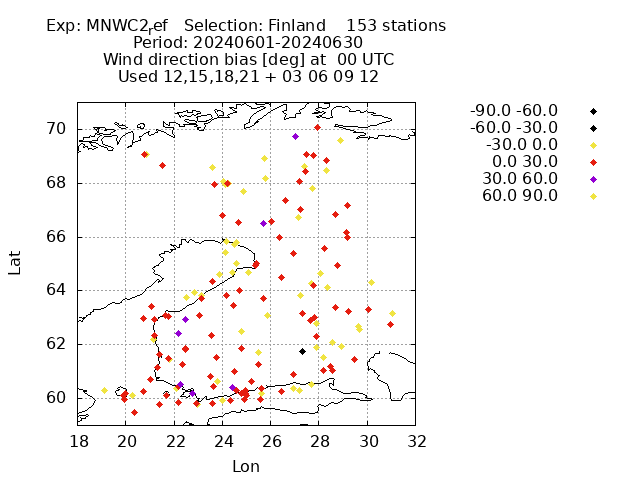 Exp: MNWC2ref   Selection: Finland    153 stations
Period: 20240601-20240630
Wind direction bias [deg] at  00 UTC
Used 12,15,18,21 + 03 06 09 12
-90.0 -60.0
-60.0 -30.0
-30.0 0.0
0.0 30.0
30.0 60.0
60.0 90.0
70
68
66
64
62
60
Lat
18 20 22 24 26 28 30 32
Lon